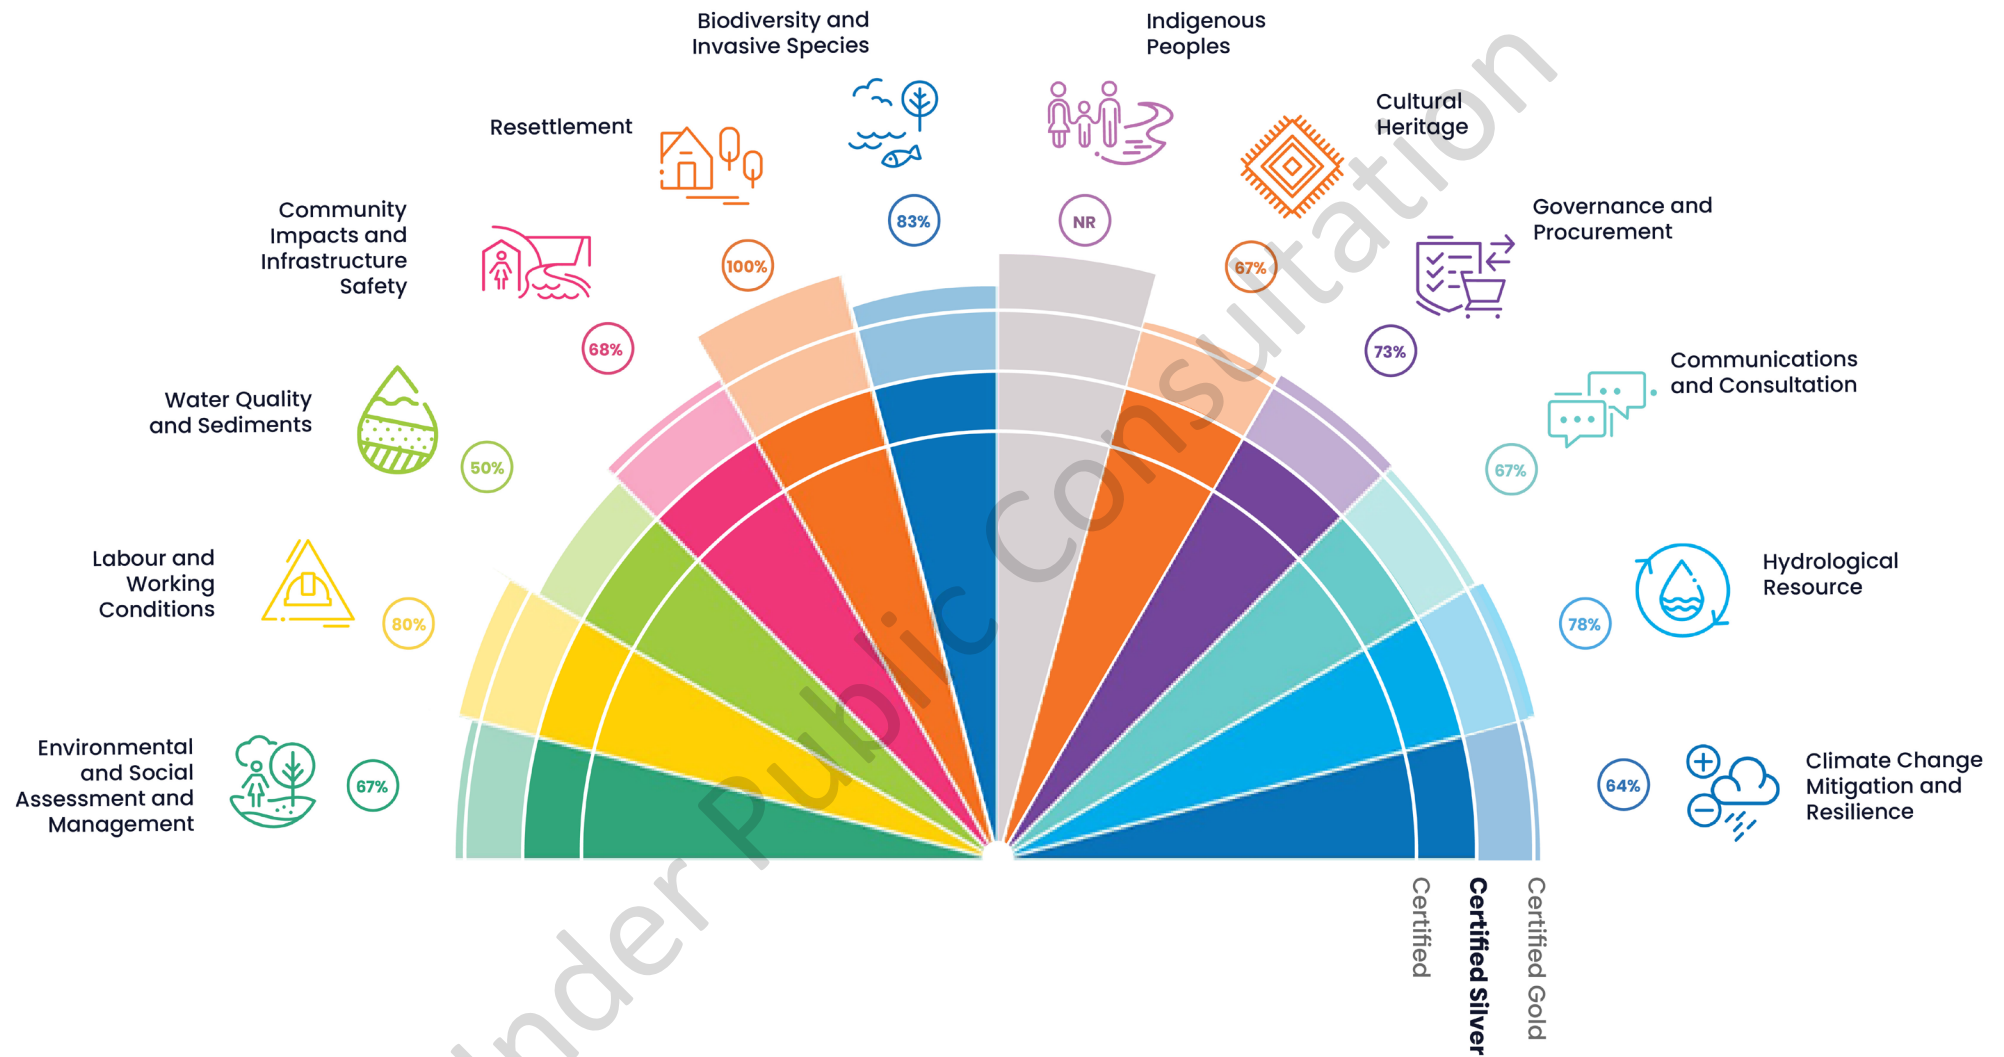 Biodiversity and
Invasive Species
Indigenous
Peoples
Resettlement
Cultural
Heritage
Community
Impacts and
Infrastructure
Safety
Governance and
Procurement
100%
83%
NR
67%
68%
73%
Water Quality
and Sediments
50%
Communications
and Consultation
67%
Labour and
Working
Conditions
80%
Hydrological
Resource
78%
Environmental
and Social
Assessment and
Management
67%
Climate Change
Mitigation and
Resilience
64%
Certified
Certified Silver
Certified Gold
Under Public Consultation